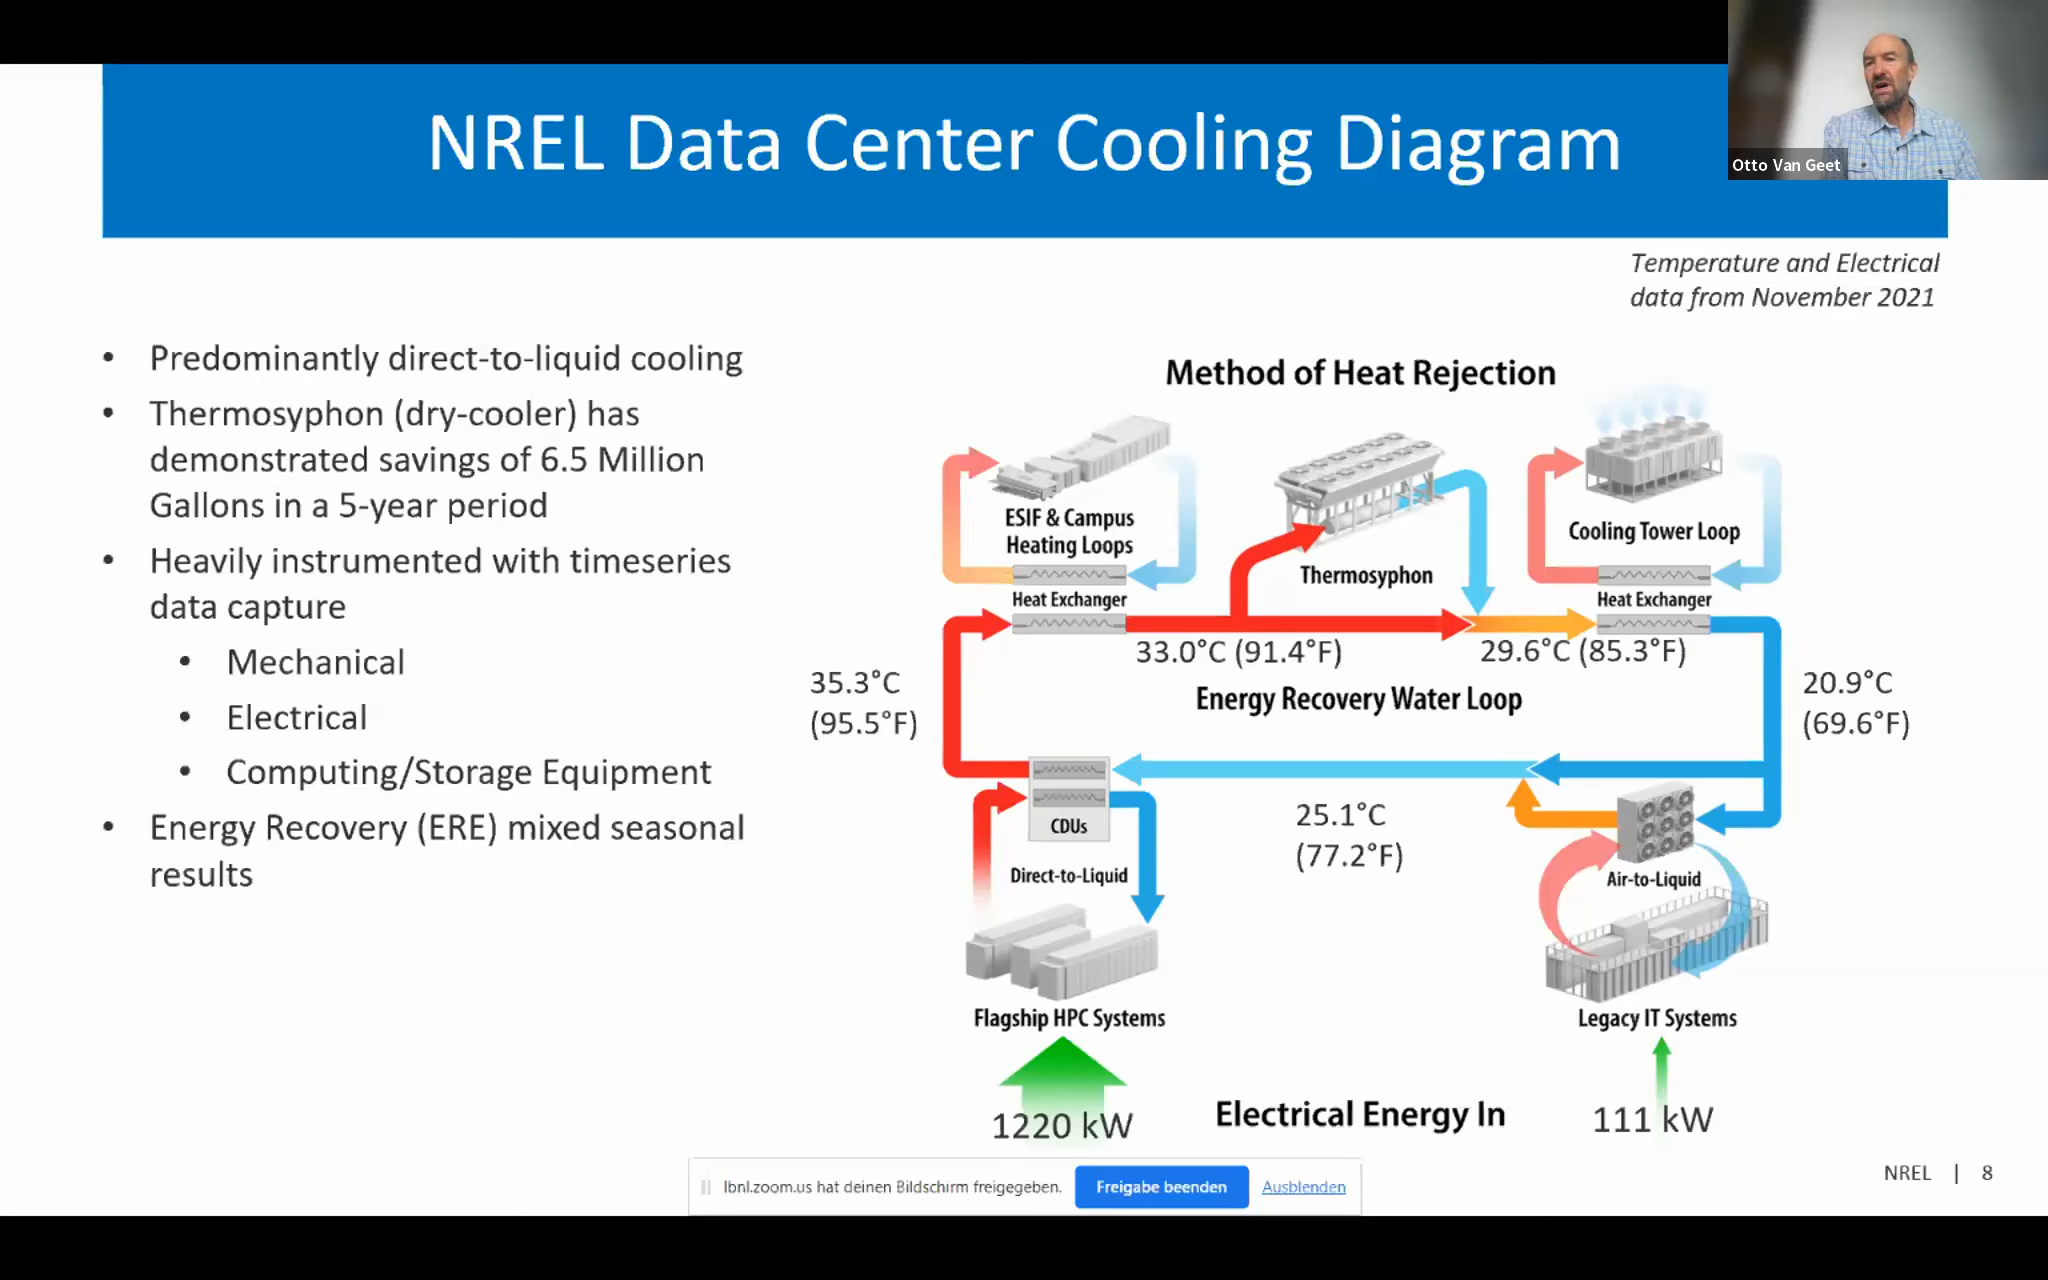 NREL Data Center Cooling Diagram
Otto Van Geet
Temperature and Electrical
data from November 2021
• Predominantly direct-to-liquid cooling
• Thermosyphon (dry-cooler) has
demonstrated savings of 6.5 Million
Gallons in a 5-year period
• Heavily instrumented with timeseries
data capture
• Mechanical
• Electrical
• Computing/Storage Equipment
• Energy Recovery (ERE) mixed seasonal
results
Method of Heat Rejection
ESIF & Campus
Heating Loops
Heat Exchanger
Thermosyphon
Cooling Tower Loop
Heat Exchanger
33.0°C (91.4°F)
29.6°C (85.3°F)
35.3°C
(95.5°F)
Energy Recovery Water Loop
20.9°C
(69.6°F)
CDUs
25.1°C
(77.2°F)
Direct-to-Liquid
Air-to-Liquid
Flagship HPC Systems
Legacy IT Systems
1220 kW
Electrical Energy In
111 kW
NREL | 8
lbnl.zoom.us hat deinen Bildschirm freigegeben.
Freigabe beenden
Ausblenden